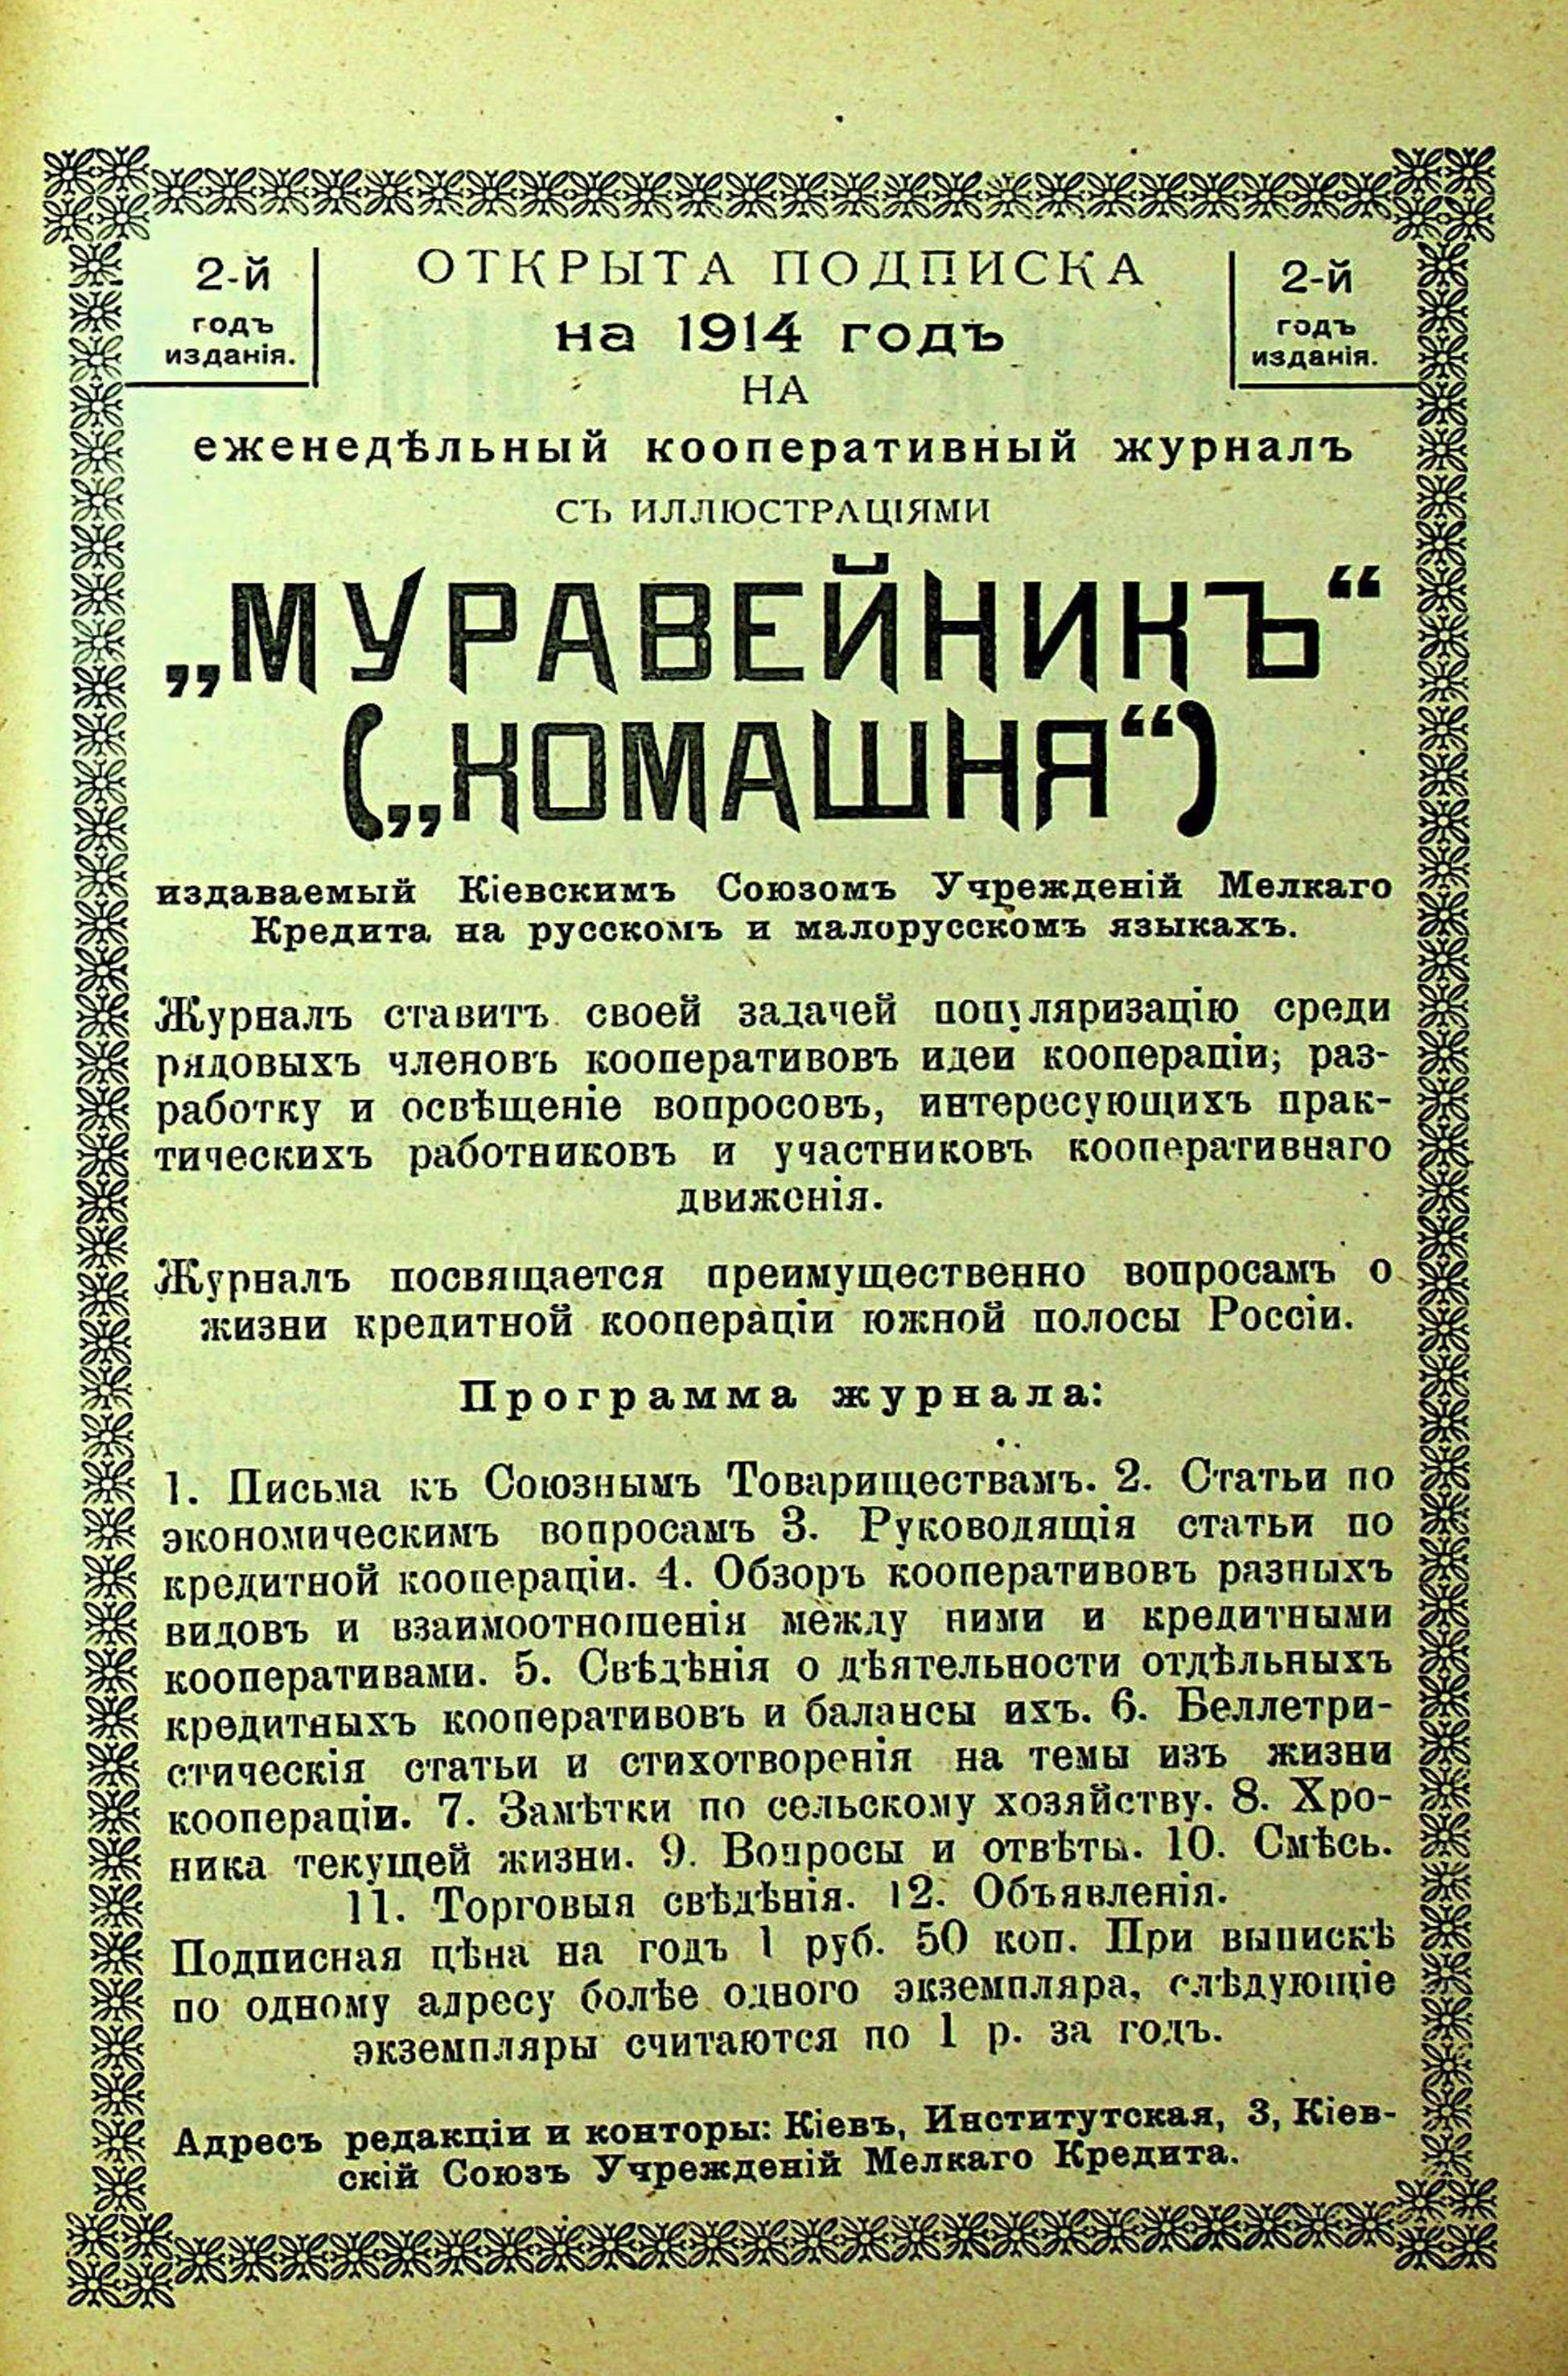 2-й
годъ
изданія.
ОТКРЫТА ПОДПИСКА
на 1914 годъ
НА
2-й
годъ
изданія.
еженедѣльный кооперативный журналъ
СЪ ИЛЛЮСТРАЦІЯМИ
„МУРАВЕЙНИКЪ“
(„КОМАШНЯ“)
издаваемый Кіевскимъ Союзомъ Учрежденій Мелкаго
Кредита на русскомъ и малорусскомъ языкахъ.
Журналъ ставитъ своей задачей популяризацію среди
рядовыхъ членовъ кооперативовъ идеи коопераціи; раз-
работку и освѣщеніе вопросовъ, интересующихъ прак-
тическихъ работниковъ и участниковъ кооперативнаго
движенія.
Журналъ посвящается преимущественно вопросамъ о
жизни кредитной коопераціи южной полосы Россіи.
Программа журнала:
1. Письма къ Союзнымъ Товариществамъ. 2. Статьи по
экономическимъ вопросамъ 3. Руководящія статьи по
кредитной коопераціи. 4. Обзоръ кооперативовъ разныхъ
видовъ и взаимоотношенія между ними и кредитными
кооперативами. 5. Свѣдѣнія о дѣятельности отдѣльныхъ
кредитныхъ кооперативовъ и балансы ихъ. 6. Беллетри-
стическія статьи и стихотворенія на темы изъ жизни
коопераціи. 7. Замѣтки по сельскому хозяйству. 8. Хро-
ника текущей жизни. 9. Вопросы и отвѣты. 10. Смѣсь.
11. Торговыя свѣдѣнія. 12. Объявленія.
Подписная цѣна на годъ 1 руб. 50 коп. При выпискѣ
по одному адресу болѣе одного экземпляра, слѣдующіе
экземпляры считаются по 1 р. за годъ.
Адресъ редакціи и конторы: Кіевъ, Институтская, 3, Кіев-
скій Союзъ Учрежденій Мелкаго Кредита.